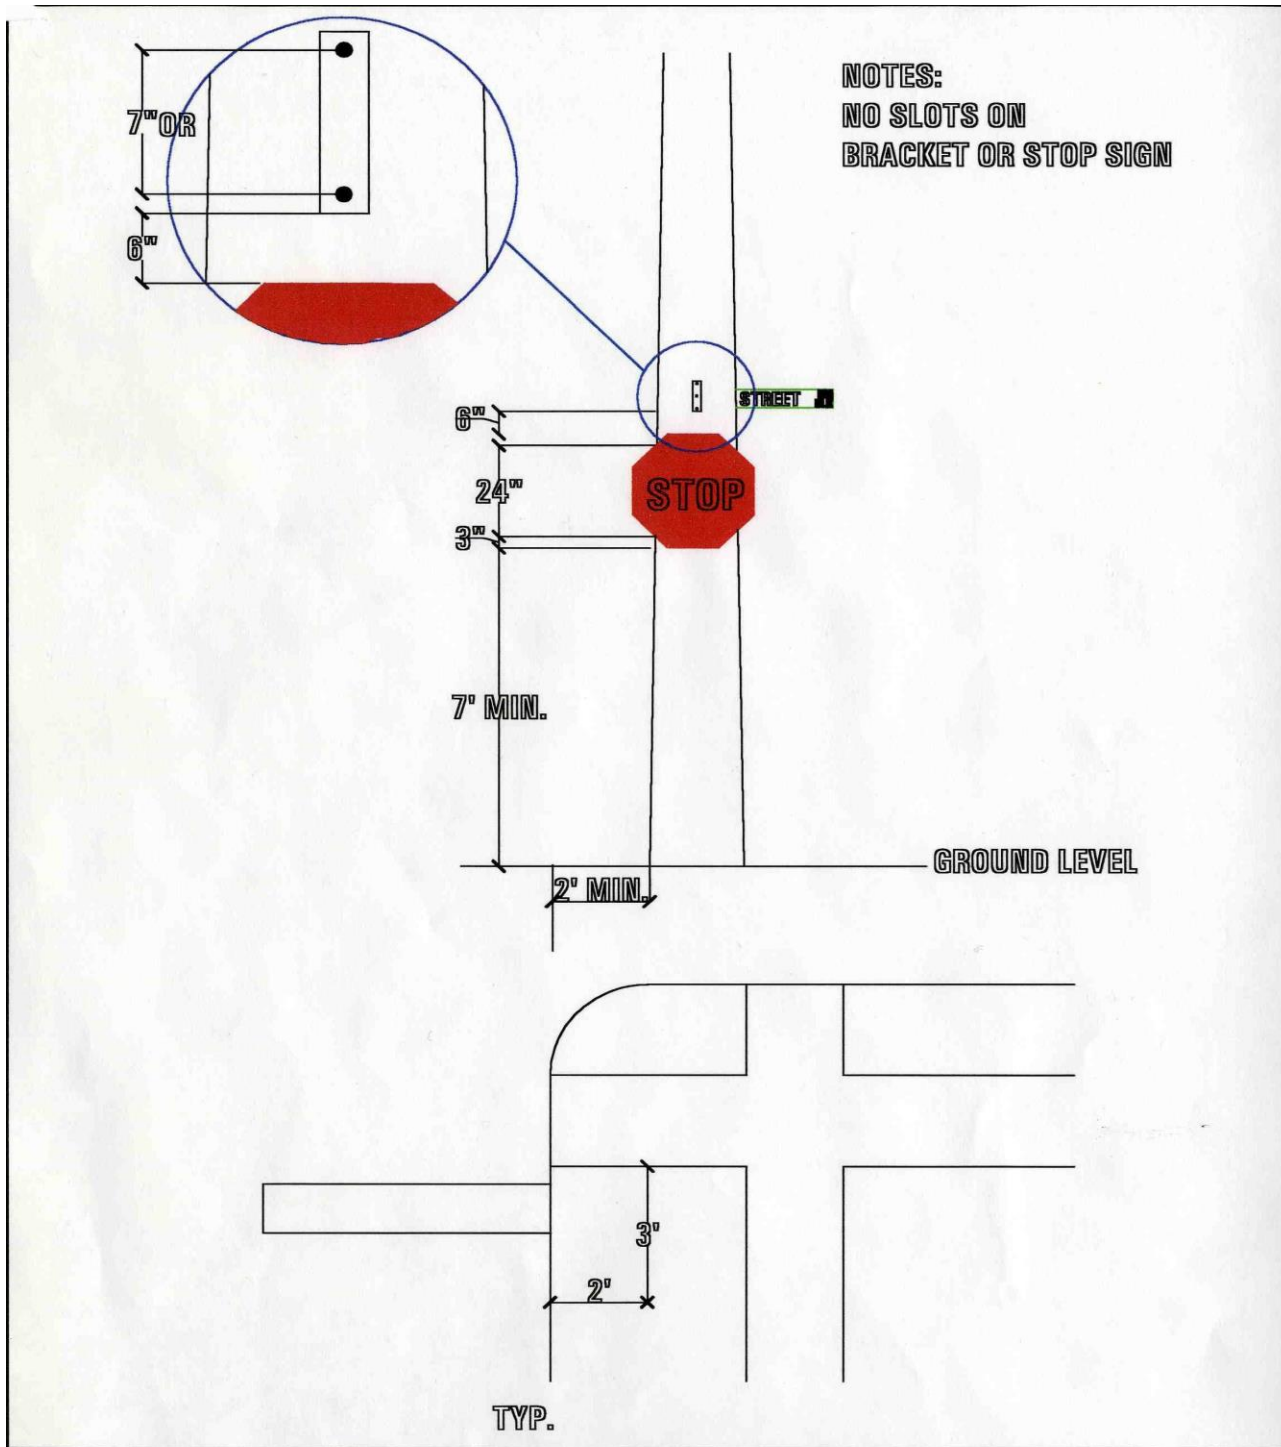 7"OR
6"
NOTES:
NO SLOTS ON
BRACKET OR STOP SIGN
STREET
6"
24"
STOP
3"
7' MIN.
GROUND LEVEL
2' MIN.
3'
2'
TYP.